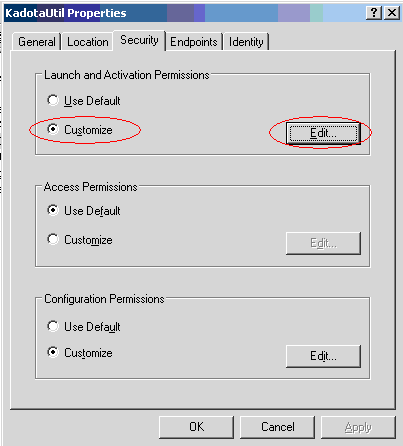 KadotaUtil Properties
General Location Security Endpoints Identity
Launch and Activation Permissions
Use Default
Customize Edit...
Access Permissions
Use Default
Customize Edit...
Configuration Permissions
Use Default
Customize Edit...
OK Cancel Apply